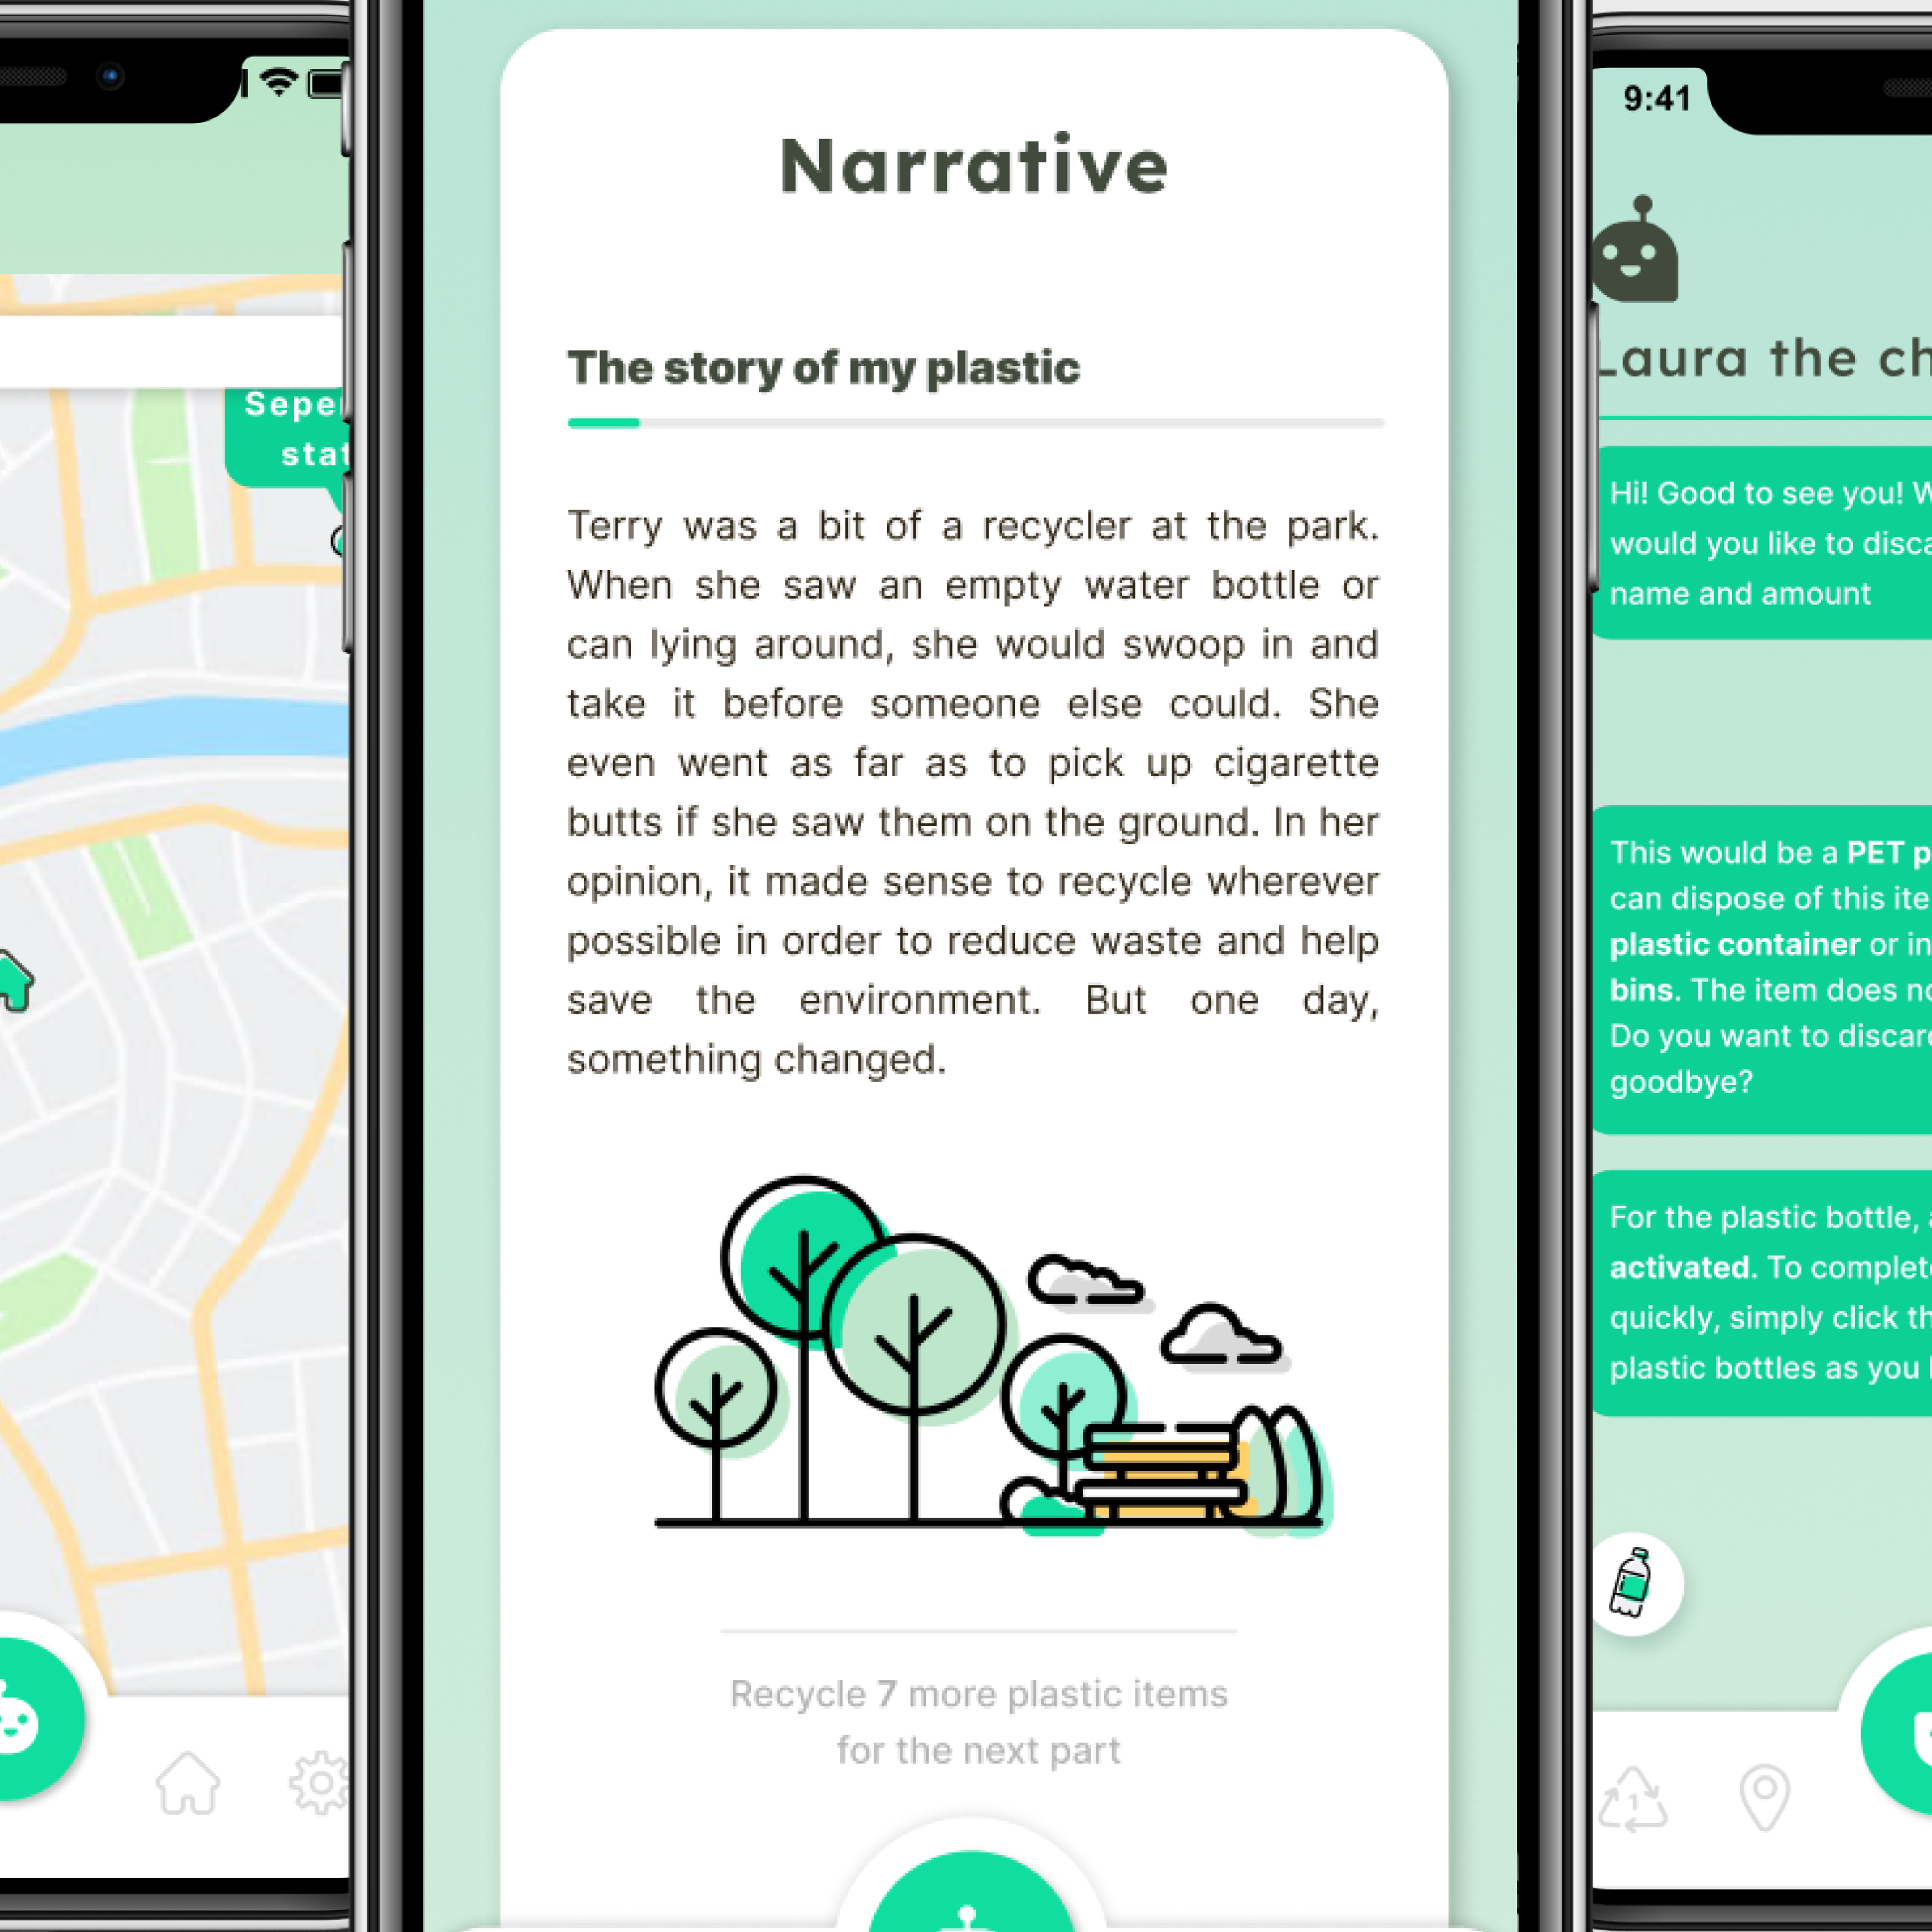 Seper
stat
Narrative
The story of my plastic
Terry was a bit of a recycler at the park.
When she saw an empty water bottle or
can lying around, she would swoop in and
take it before someone else could. She
even went as far as to pick up cigarette
butts if she saw them on the ground. In her
opinion, it made sense to recycle wherever
possible in order to reduce waste and help
save the environment. But one day,
something changed.
Recycle 7 more plastic items
for the next part
9:41
Laura the ch
Hi! Good to see you! W
would you like to disca
name and amount
This would be a PET p
can dispose of this ite
plastic container or in
bins. The item does no
Do you want to discard
goodbye?
For the plastic bottle, a
activated. To complete
quickly, simply click th
plastic bottles as you
1